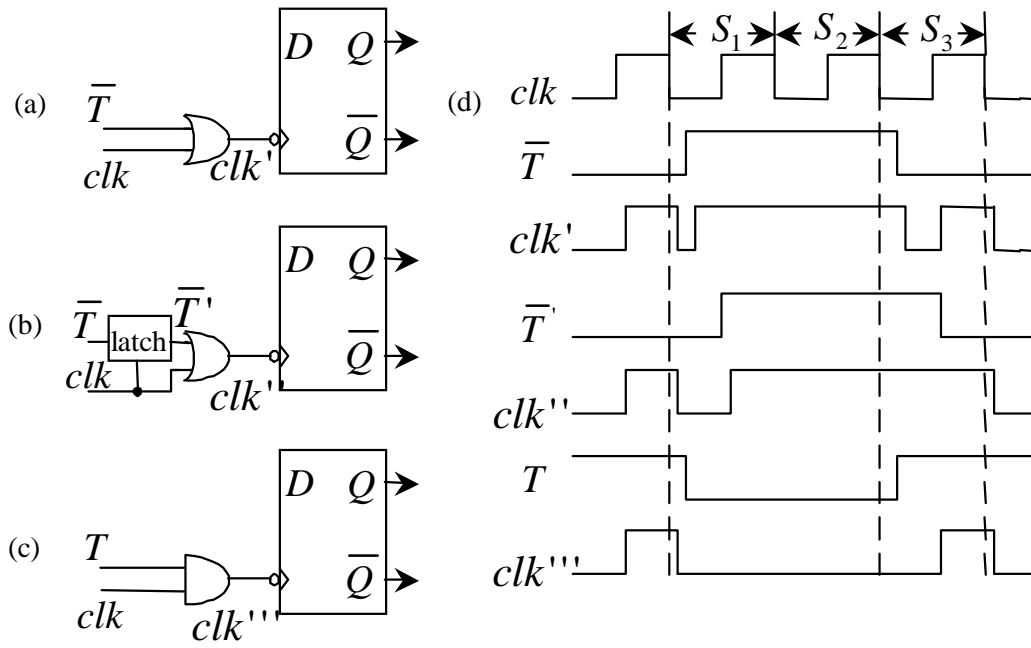 (a)
T̅
clk
clk'
D Q
Q̅
(b)
T̅
latch
T̅'
clk
clk''
D Q
Q̅
(c)
T
clk
clk'''
D Q
Q̅
(d)
S₁ S₂ S₃
clk
T̅
clk'
T̅'
clk''
T
clk'''